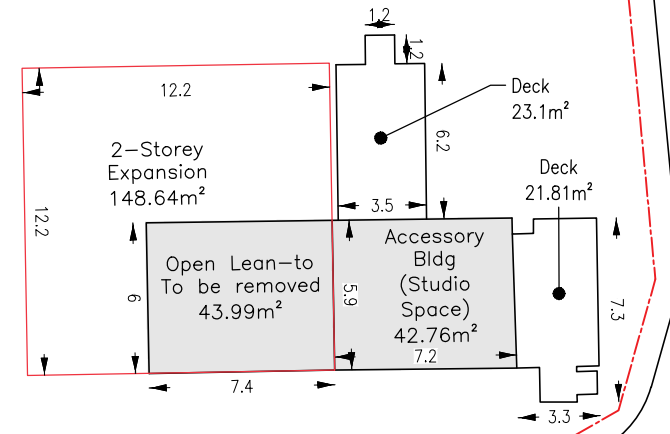 1.2
1.2
12.2
Deck
23.1m²
6.2
2-Storey
Expansion
148.64m²
Deck
21.81m²
12.2
3.5
Open Lean-to
To be removed
43.99m²
Accessory
Bldg
(Studio
Space)
42.76m²
6
5.9
7.3
7.2
7.4
3.3